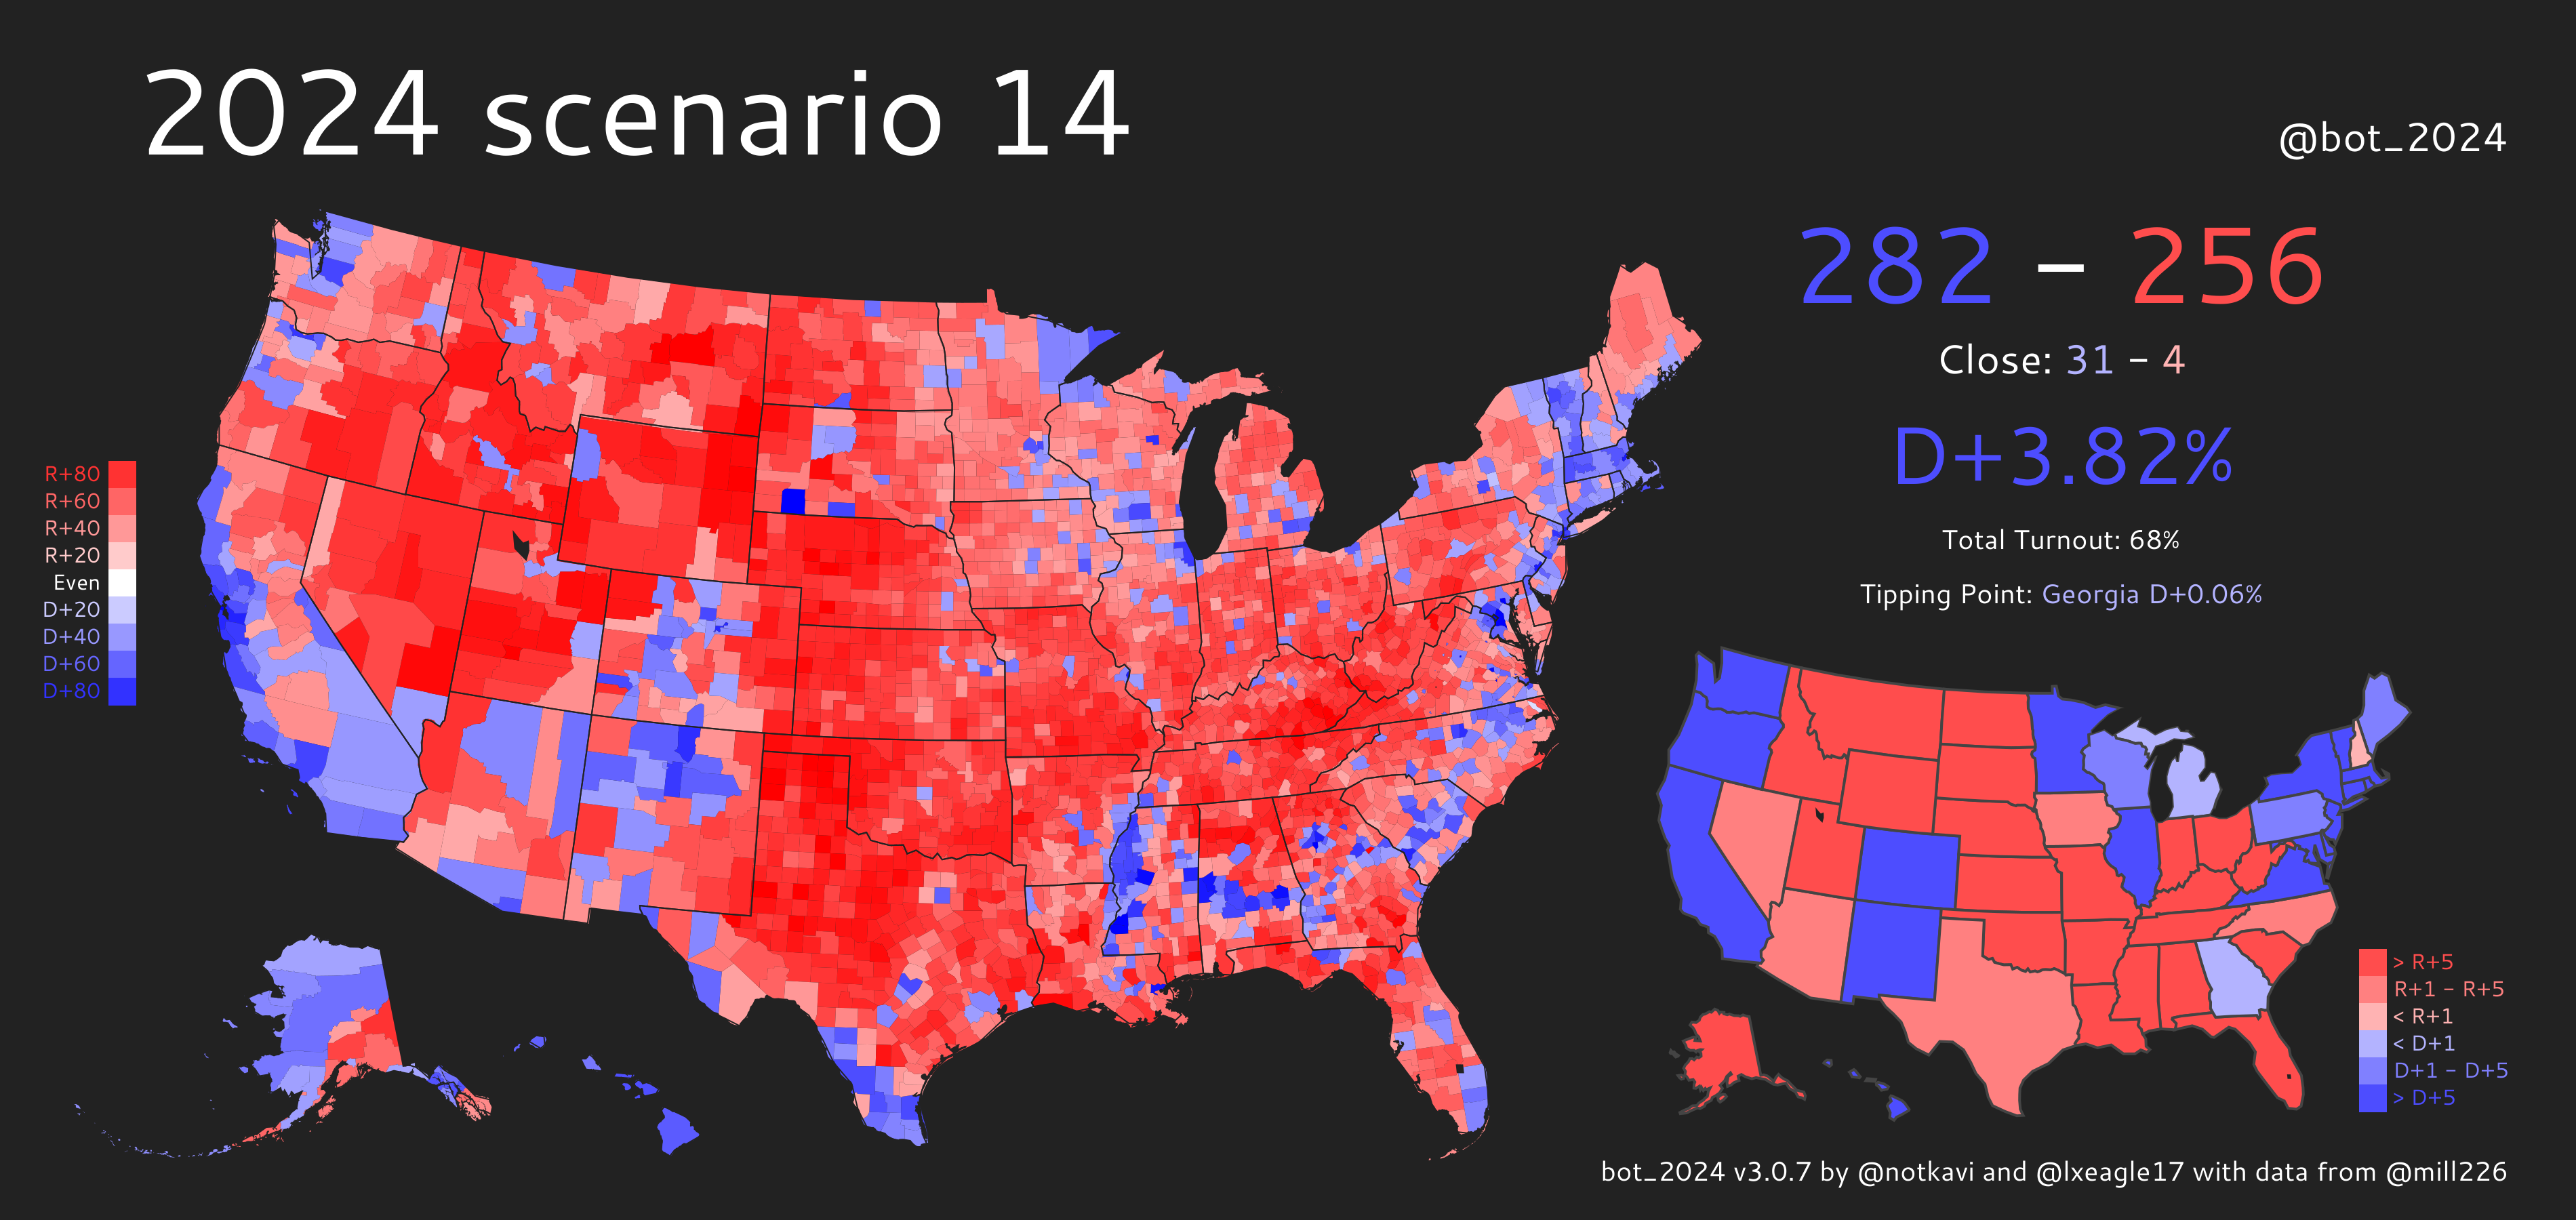 2024 scenario 14
@bot_2024
282 – 256
Close: 31 - 4
D+3.82%
Total Turnout: 68%
Tipping Point: Georgia D+0.06%
R+80
R+60
R+40
R+20
Even
D+20
D+40
D+60
D+80
> R+5
R+1 - R+5
< R+1
< D+1
D+1 - D+5
> D+5
bot_2024 v3.0.7 by @notkavi and @lxeagle17 with data from @mill226